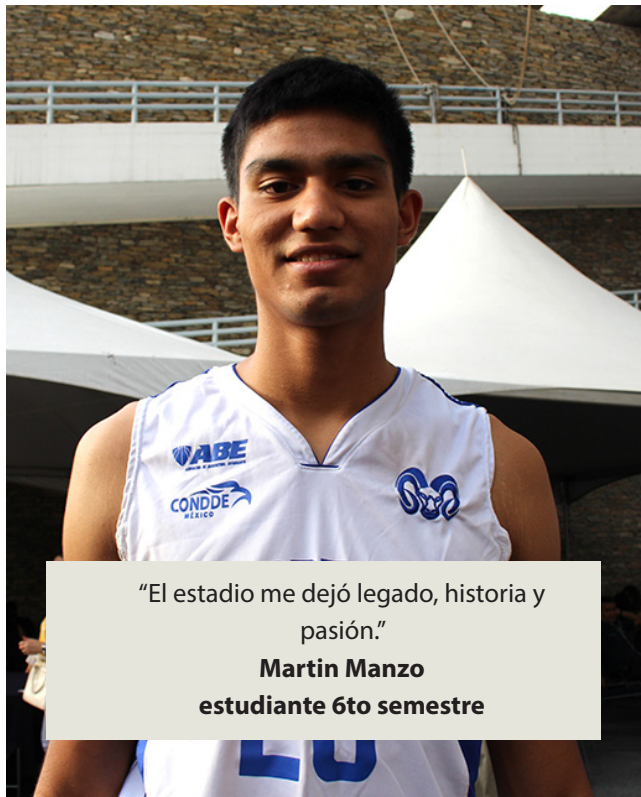 ABE
CONDDE
MÉXICO
“El estadio me dejó legado, historia y
pasión.”
Martin Manzo
estudiante 6to semestre